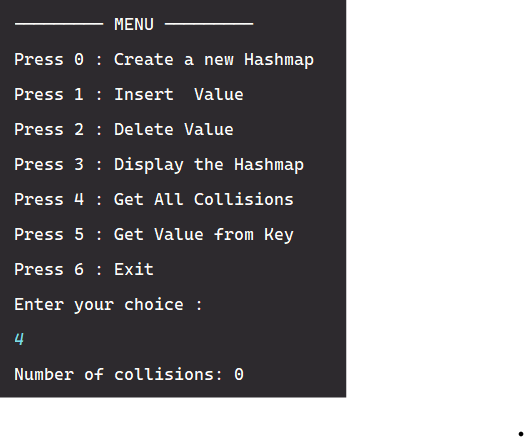 ────────── MENU ──────────
Press 0 : Create a new Hashmap
Press 1 : Insert  Value
Press 2 : Delete Value
Press 3 : Display the Hashmap
Press 4 : Get All Collisions
Press 5 : Get Value from Key
Press 6 : Exit
Enter your choice :
4
Number of collisions: 0
.